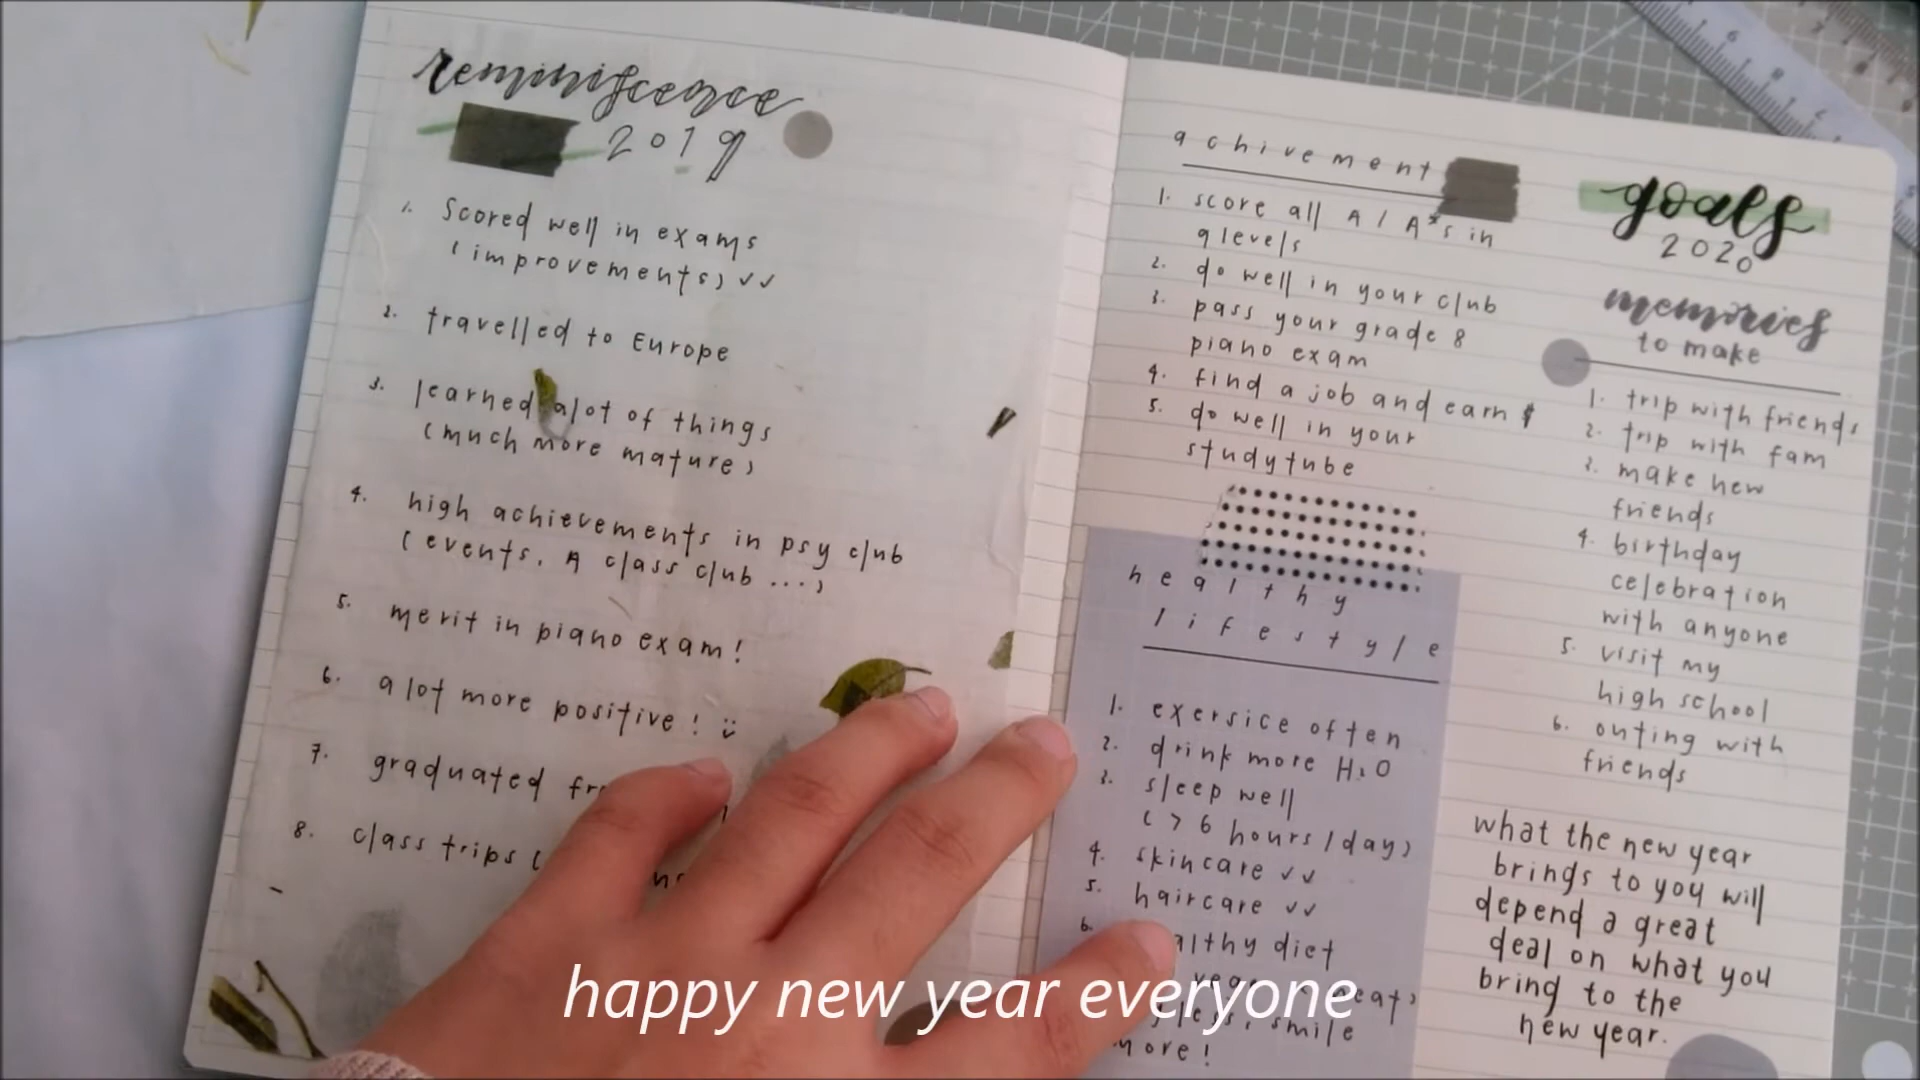 reminiscence
2019
1. Scored well in exams
(improvements) ✓✓
2. travelled to Europe
3. learned alot of things
(much more mature)
4. high achievements in psy club
(events, A class club ...)
5. merit in piano exam!
6. a lot more positive!
7. graduated
8. class trips (
achivement
1. score all A / A*s in
alevels
2. do well in your club
3. pass your grade 8
piano exam
4. find a job and earn $
5. do well in your
studytube
healthy
lifestyle
1. exersice often
2. drink more H2O
3. sleep well
(> 6 hours/day)
4. skincare ✓✓
5. haircare ✓✓
6. diet
smile
more!
goals
2020
memories
to make
1. trip with friends
2. trip with fam
3. make new
friends
4. birthday
celebration
with anyone
5. visit my
high school
6. outing with
friends
what the new year
brings to you will
depend a great
deal on what you
bring to the
new year.
happy new year everyone